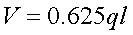 V = 0.625ql